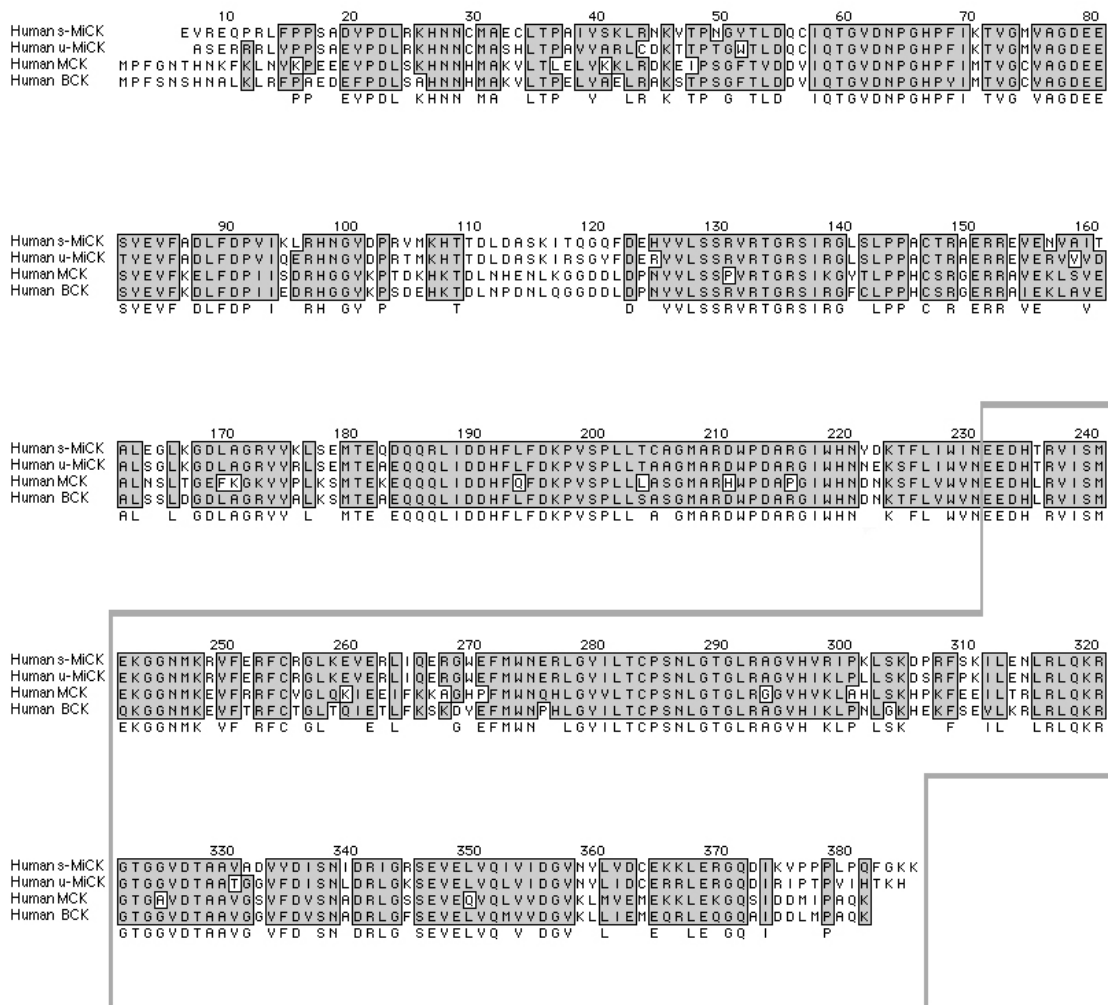 10 20 30 40 50 60 70 80
Human s-MiCK EVREQPRLFPPSADYPDLRKHNNCMAECLTPAIYSKLRNKVTPNGYTLDQCIQTGVDNPGHPFIKTVGMVAGDEE
Human u-MiCK ASERRRLYPPSADYPDLRKHNNCMASHLTPAVYARLCDKTTPTGWTLDQCIQTGVDNPGHPFIKTVGCVAGDEE
Human MCK MPFGNTHNKFKLNYKPEEEYPDLSKHNNHMAKVLTLELYKKLRDKEIPSGFTVDDVIQTGVDNPGHPFIMTVGCVAGDEE
Human BCK MPFSNSHNALKLRFPAEDEFPDLSAHNNHMAKVLTPELYAELRAKSTPSGFTLDDVIQTGVDNPGHPYIMTVGCVAGDEE
PP EYPDL KHNN MA LTP Y LR K TP G TLD IQTGVDNPGHPFI TVG VAGDEE
90 100 110 120 130 140 150 160
Human s-MiCK SYEVFADLFDPVIKLRHNGYDPRVMKHTTDLDASKITQGQFDEHYVLSSRVRTGRSIRGLSLPPACTRAERREVENVAIT
Human u-MiCK TYEVFADLFDPVIQERHNGYDPRTMKHTTDLDASKIRSGYFDERYVLSSRVRTGRSIRGLSLPPACTRAERREVERVVVD
Human MCK SYEVFKELFDPIISDRHGGYKPTDKHKTDLNHENLKGGDDLDPNYVLSSPVRTGRSIKGYTLPPHCSRGERRAVEKLSVE
Human BCK SYEVFKDLFDPIIEDRHGGYKPSDEHKTDLNPDNLQGGDDLDPNYVLSSRVRTGRSIRGFCLPPHCSRGERRAIEKLAVE
SYEVF DLFDP I RH GY P T D YVLSSRVRTGRSIRG LPP C R ERR VE V
170 180 190 200 210 220 230 240
Human s-MiCK ALEGLKGDLAGRYYKLSEMTEQDQQRLIDDHFLFDKPVSPLLTCAGMARDWPDARGIWHNYDKTFLIWINEEDHTRVISM
Human u-MiCK ALSGLKGDLAGRYYRLSEMTEAEQQQLIDDHFLFDKPVSPLLTAAGMARDWPDARGIWHNNEKSFLIWVNEEDHTRVISM
Human MCK ALNSLTGEFKGKYYPLKSMTEKEQQQLIDDHFQFDKPVSPLLLASGMARHWPDAPGIWHNDNKSFLVWVNEEDHLRVISM
Human BCK ALSSLDGDLAGRYYALKSMTEAEQQQLIDDHFLFDKPVSPLLSASGMARDWPDARGIWHNDNKTFLVWVNEEDHLRVISM
AL L GDLAGRYY L MTE EQQQLIDDHFLFDKPVSPLL A GMARDWPDARGIWHN K FL WVNEEDH RVISM
250 260 270 280 290 300 310 320
Human s-MiCK EKGGNMKRVFERFCRGLKEVERLIQERGWEFMWNERLGYILTCPSNLGTGLRAGVHVRIPKLSKDPRFSKILENLRLQKR
Human u-MiCK EKGGNMKRVFERFCRGLKEVERLIQERGWEFMWNERLGYILTCPSNLGTGLRAGVHVRIPLLSKDSRFPKILENLRLQKR
Human MCK EKGGNMKEVFRRFCVGLQKIEEIFKKAGHPFMWNQHLGYVLTCPSNLGTGLRGGVHVKLAHLSKHPKFEEILTRLRLQKR
Human BCK QKGGNMKEVFTRFCTGLTQIETLFKSKDYEFMWNPHLGYILTCPSNLGTGLRAGVHIKLPNLGKHEKFSEVLKRLRLQKR
EKGGNMK VF RFC GL EL G EFMWN LGYILTCPSNLGTGLRAGVH KLP LSK F IL LRLQKR
330 340 350 360 370 380
Human s-MiCK GTGGVDTAAVADVYDISNIDRIGRSEVELVQIVIDGVNYLVDCEKKLERGQDIKVPPPLPQFGKK
Human u-MiCK GTGGVDTAATGGVFDISNLDRLGKSEVELVQLVIDGVNYLIDCERRLERGQDIRIPTPVIHTKH
Human MCK GTGAVDTAAVGSVFDVSNADRLGSSEVEQVQLVVDGVKLMVEMEKKLEKGQSIDDMIPAQK
Human BCK GTGGVDTAAVGGVFDVSNADRLGFSEVELVQMVVDGVKLLIEMEQRLEQGQAIDDLMPAQK
GTGGVDTAAVG VFD SN DRLG SEVELVQ V DGV L E LEGQ I P